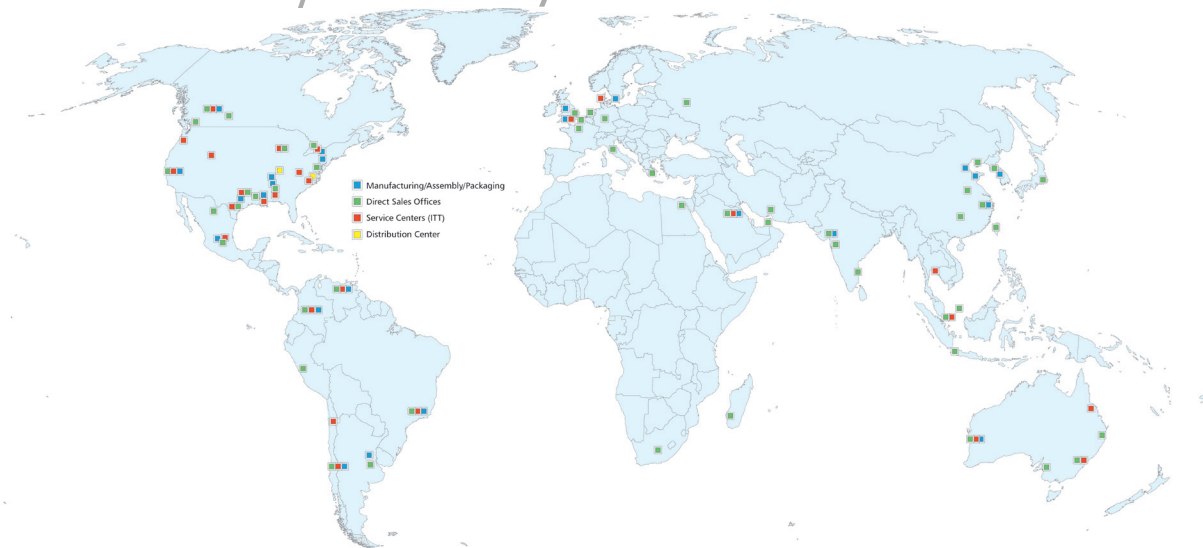 Manufacturing/Assembly/Packaging
Direct Sales Offices
Service Centers (ITT)
Distribution Center